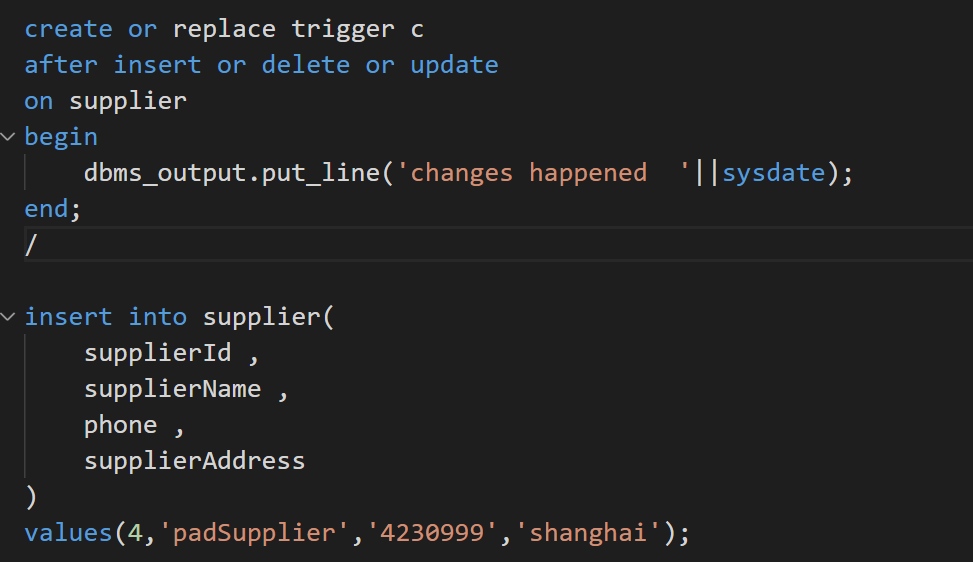 create or replace trigger c
after insert or delete or update
on supplier
begin
    dbms_output.put_line('changes happened  '||sysdate);
end;
/
insert into supplier(
    supplierId ,
    supplierName ,
    phone ,
    supplierAddress
)
values(4,'padSupplier','4230999','shanghai');